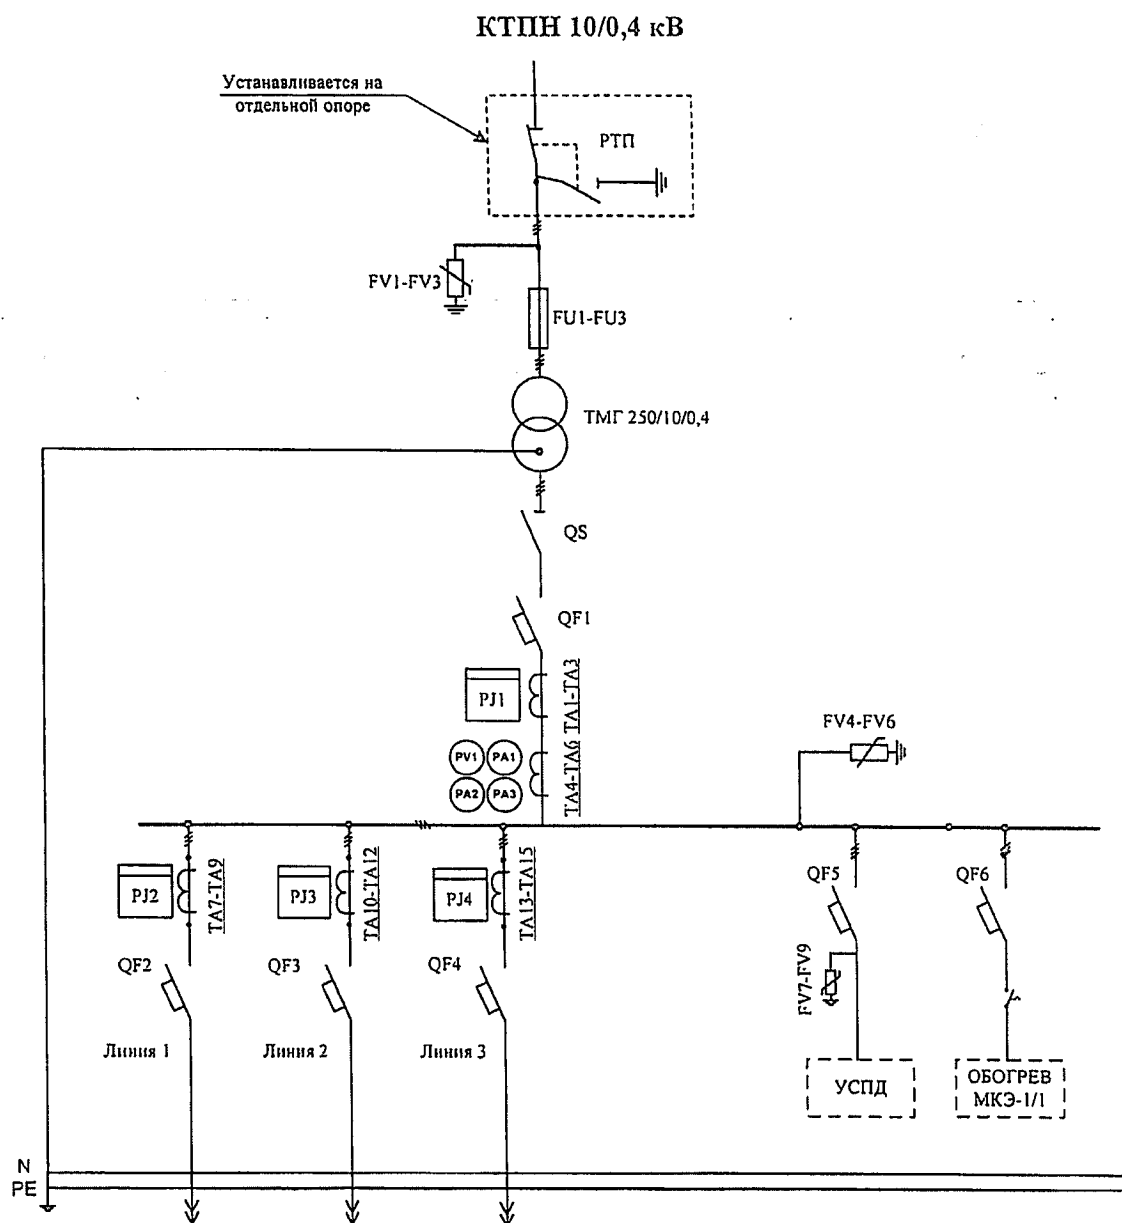 КТПН 10/0,4 кВ
Устанавливается на
отдельной опоре
РТП
FV1-FV3
FU1-FU3
ТМГ 250/10/0,4
QS
QF1
PJ1
TA1-TA3
PV1
PA1
PA2
PA3
TA4-TA6
FV4-FV6
PJ2
TA7-TA9
PJ3
TA10-TA12
PJ4
TA13-TA15
QF5
QF6
QF2
QF3
QF4
FV7-FV9
Линия 1
Линия 2
Линия 3
УСПД
ОБОГРЕВ
МКЭ-1/1
N
PE